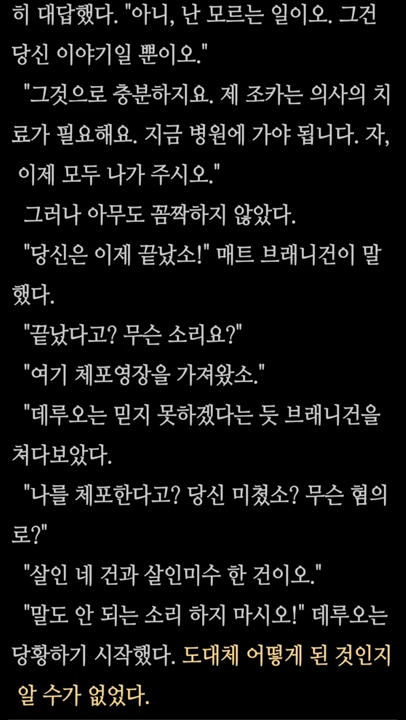 히 대답했다. "아니, 난 모르는 일이오. 그건
당신 이야기일 뿐이오."
"그것으로 충분하지요. 제 조카는 의사의 치
료가 필요해요. 지금 병원에 가야 됩니다. 자,
이제 모두 나가 주시오."
그러나 아무도 꼼짝하지 않았다.
"당신은 이제 끝났소!" 매트 브래니건이 말
했다.
"끝났다고? 무슨 소리요?"
"여기 체포영장을 가져왔소."
"데루오는 믿지 못하겠다는 듯 브래니건을
쳐다보았다.
"나를 체포한다고? 당신 미쳤소? 무슨 혐의
로?"
"살인 네 건과 살인미수 한 건이오."
"말도 안 되는 소리 하지 마시오!" 데루오는
당황하기 시작했다. 도대체 어떻게 된 것인지
알 수가 없었다.